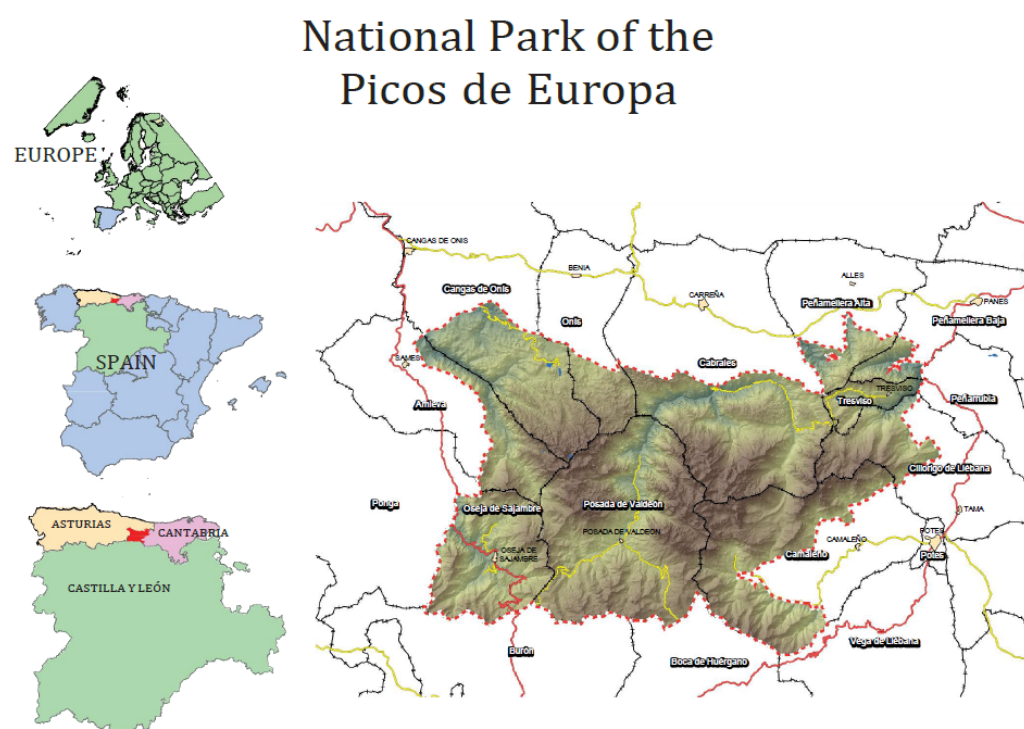 National Park of the
Picos de Europa
EUROPE
SPAIN
ASTURIAS
CANTABRIA
CASTILLA Y LEÓN
CANGAS DE ONIS
BENIA
ALLES
CARREÑA
PANES
Cangas de Onís
Peñamellera Alta
Onís
Peñamellera Baja
SAMES
Cabrales
TRESVISO
Amieva
Tresviso
Peñarrubia
Cillorigo de Liébana
Ponga
Oseja de Sajambre
Posada de Valdeón
TAMA
POSADA DE VALDEÓN
POTES
CAMALEÑO
OSEJA DE
SAJAMBRE
Camaleño
Potes
Burón
Vega de Liébana
Boca de Huérgano